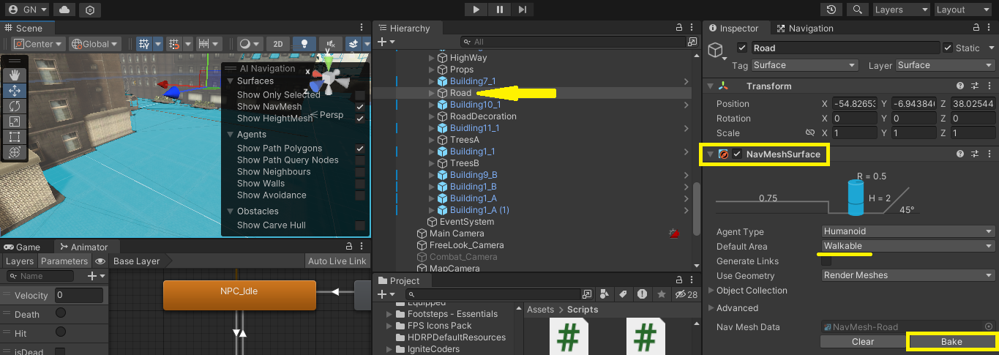 GN
Layers
Layout
Scene
Center
Global
2D
AI Navigation
Surfaces
Show Only Selected
Show NavMesh
Show HeightMesh
Agents
Show Path Polygons
Show Path Query Nodes
Show Neighbours
Show Walls
Show Avoidance
Obstacles
Show Carve Hull
Y
X
Z
Persp
Game
Animator
Layers
Parameters
Base Layer
Auto Live Link
Name
Velocity
0
Death
Hit
isDead
NPC_Idle
Hierarchy
All
HighWay
Props
Building7_1
Road
Building10_1
RoadDecoration
Buidling11_1
TreesA
Building1_1
TreesB
Building9_B
Building1_B
Building1_A
Building1_A (1)
EventSystem
Main Camera
FreeLook_Camera
Combat_Camera
MapCamera
Project
28
Equipped
Footsteps - Essentials
FPS Icons Pack
HDRPDefaultResources
IgniteCoders
Assets > Scripts
#
#
Inspector
Navigation
Road
Static
Tag Surface
Layer Surface
Transform
Position X -54.82653 Y -6.943846 Z 38.02544
Rotation X 0 Y 0 Z 0
Scale X 1 Y 1 Z 1
NavMeshSurface
R = 0.5
0.75
H = 2
45°
Agent Type Humanoid
Default Area Walkable
Generate Links
Use Geometry Render Meshes
Object Collection
Advanced
Nav Mesh Data NavMesh-Road
Clear
Bake